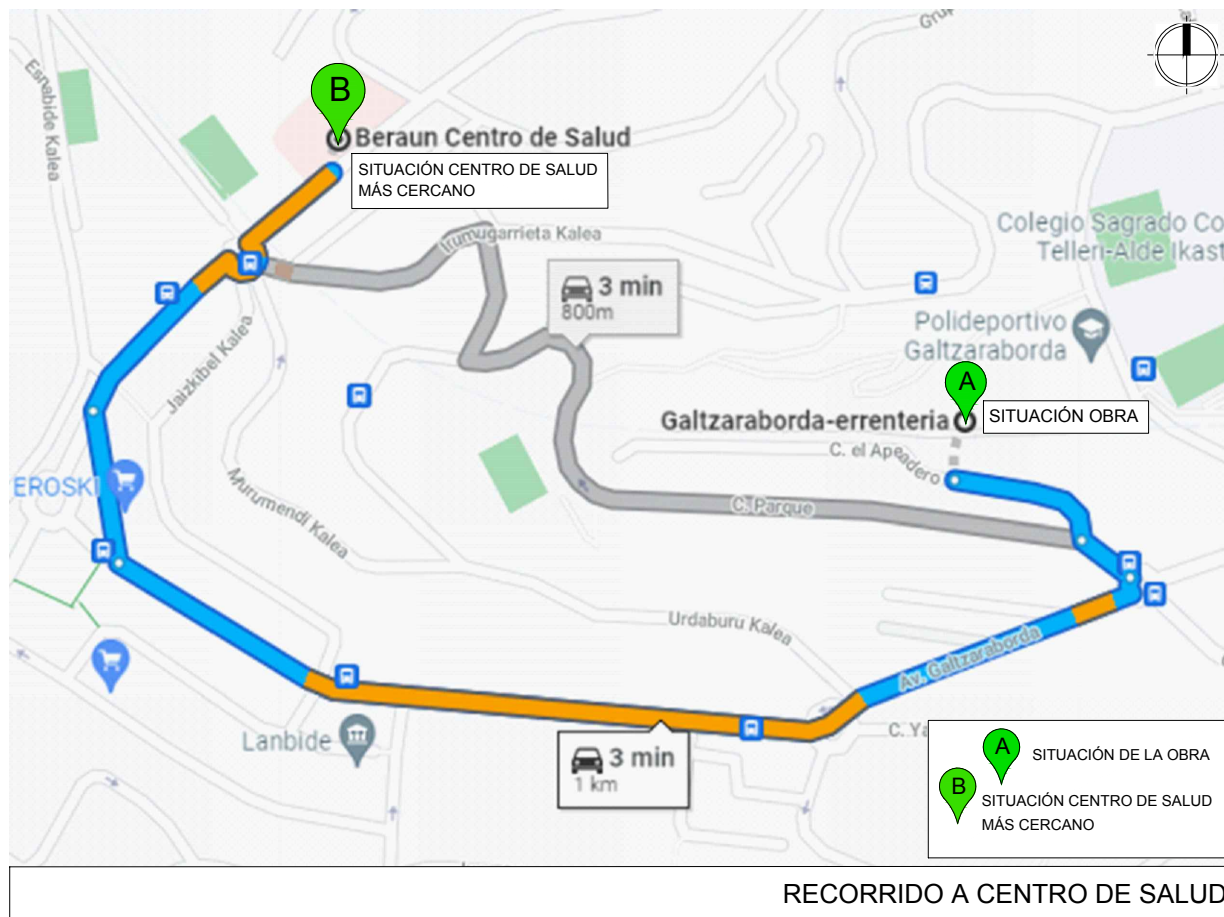 Gru
Esnabide Kalea
B
Beraun Centro de Salud
SITUACIÓN CENTRO DE SALUD
MÁS CERCANO
Irumugarrieta Kalea
Colegio Sagrado Co
Telleri-Alde Ikast
3 min
800m
Polideportivo
Galtzaraborda
Jaizkibel Kalea
A
Galtzaraborda-errenteria
SITUACIÓN OBRA
C. el Apeadero
EROSKI
Murumendi Kalea
C. Parque
Urdaburu Kalea
Av. Galtzaraborda
Lanbide
C. Ya
3 min
1 km
A
SITUACIÓN DE LA OBRA
B
SITUACIÓN CENTRO DE SALUD
MÁS CERCANO
RECORRIDO A CENTRO DE SALUD